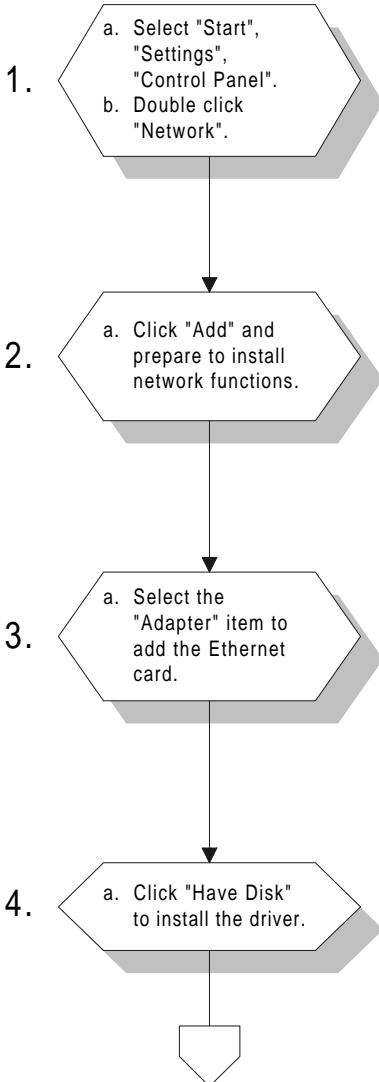 1.
a. Select "Start",
"Settings",
"Control Panel".
b. Double click
"Network".
2.
a. Click "Add" and
prepare to install
network functions.
3.
a. Select the
"Adapter" item to
add the Ethernet
card.
4.
a. Click "Have Disk"
to install the driver.